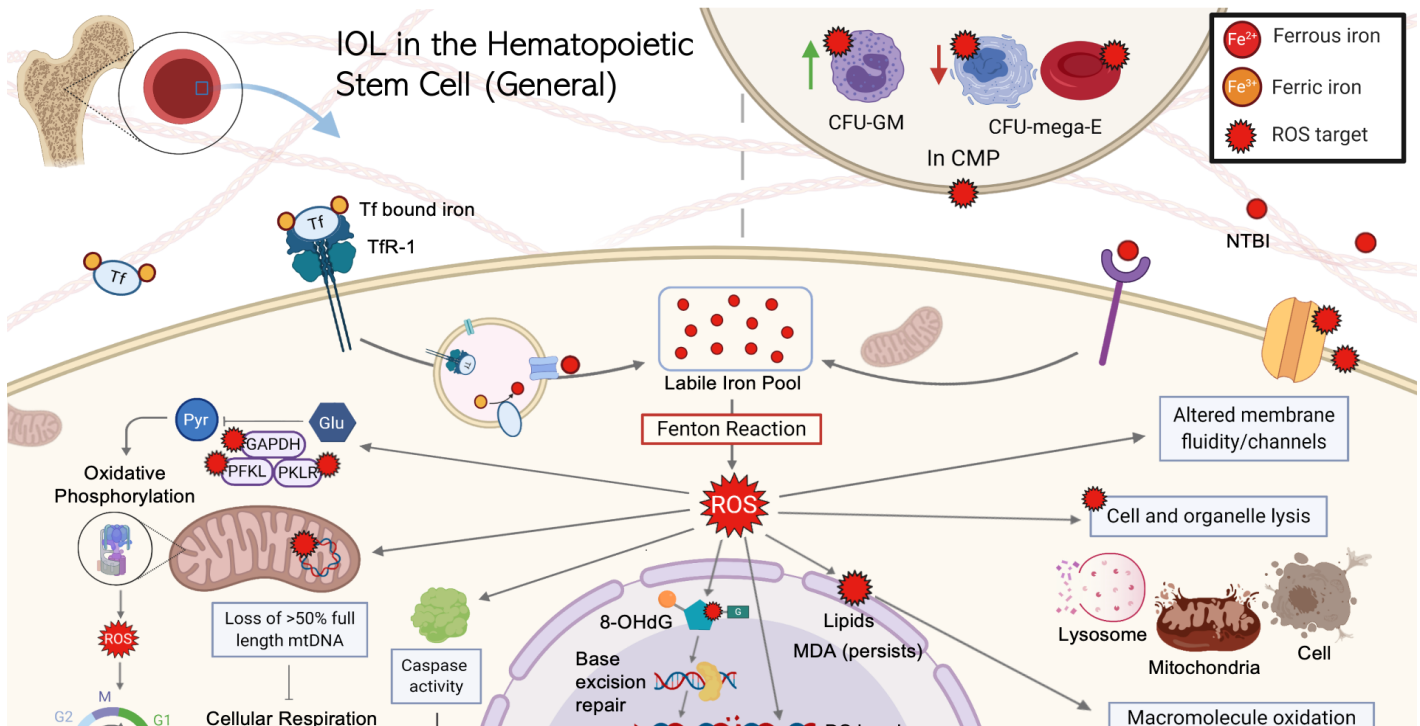 IOL in the Hematopoietic
Stem Cell (General)
CFU-GM
CFU-mega-E
In CMP
Fe2+
Ferrous iron
Fe3+
Ferric iron
ROS target
Tf bound iron
Tf
TfR-1
Tf
NTBI
Tf
Labile Iron Pool
Fenton Reaction
ROS
Pyr
Glu
GAPDH
PFKL
PKLR
Oxidative
Phosphorylation
Altered membrane
fluidity/channels
Cell and organelle lysis
Lysosome
Mitochondria
Cell
Loss of >50% full
length mtDNA
ROS
Caspase
activity
8-OHdG
G
Base
excision
repair
Lipids
MDA (persists)
M
G2
G1
Cellular Respiration
Macromolecule oxidation